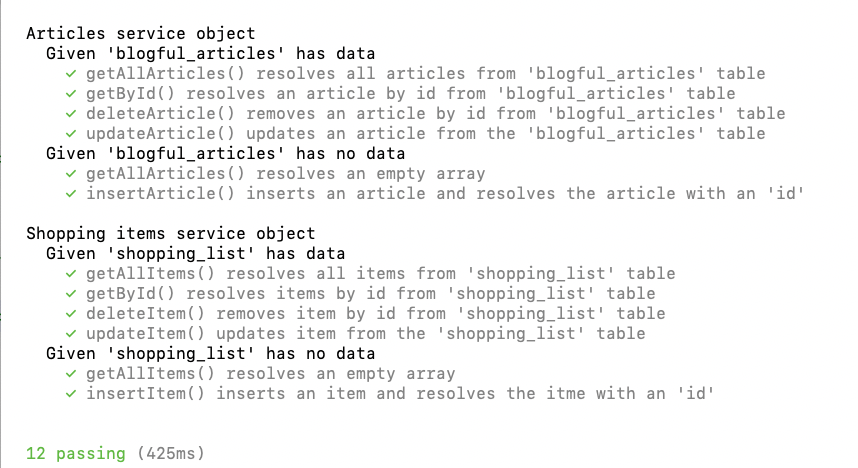 Articles service object
Given 'blogful_articles' has data
✓ getAllArticles() resolves all articles from 'blogful_articles' table
✓ getById() resolves an article by id from 'blogful_articles' table
✓ deleteArticle() removes an article by id from 'blogful_articles' table
✓ updateArticle() updates an article from the 'blogful_articles' table
Given 'blogful_articles' has no data
✓ getAllArticles() resolves an empty array
✓ insertArticle() inserts an article and resolves the article with an 'id'
Shopping items service object
Given 'shopping_list' has data
✓ getAllItems() resolves all items from 'shopping_list' table
✓ getById() resolves items by id from 'shopping_list' table
✓ deleteItem() removes item by id from 'shopping_list' table
✓ updateItem() updates item from the 'shopping_list' table
Given 'shopping_list' has no data
✓ getAllItems() resolves an empty array
✓ insertItem() inserts an item and resolves the itme with an 'id'
12 passing (425ms)